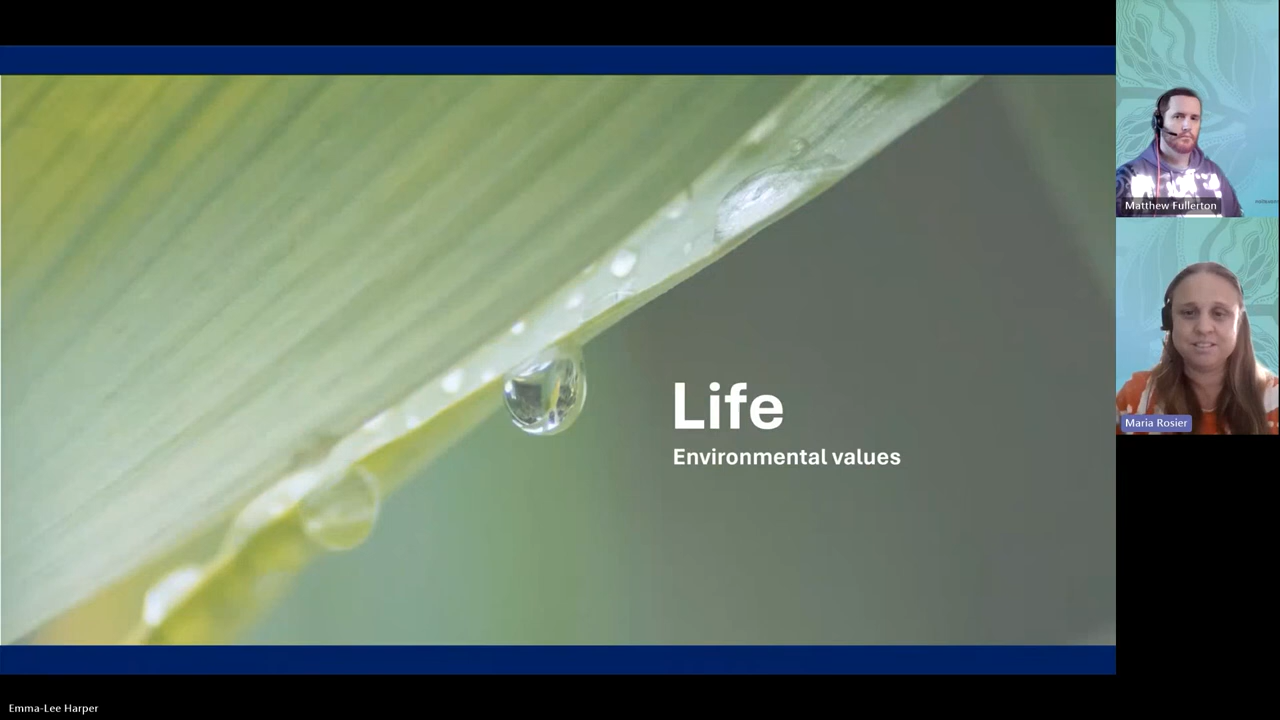 Life
Environmental values
Matthew Fullerton
Maria Rosier
Emma-Lee Harper